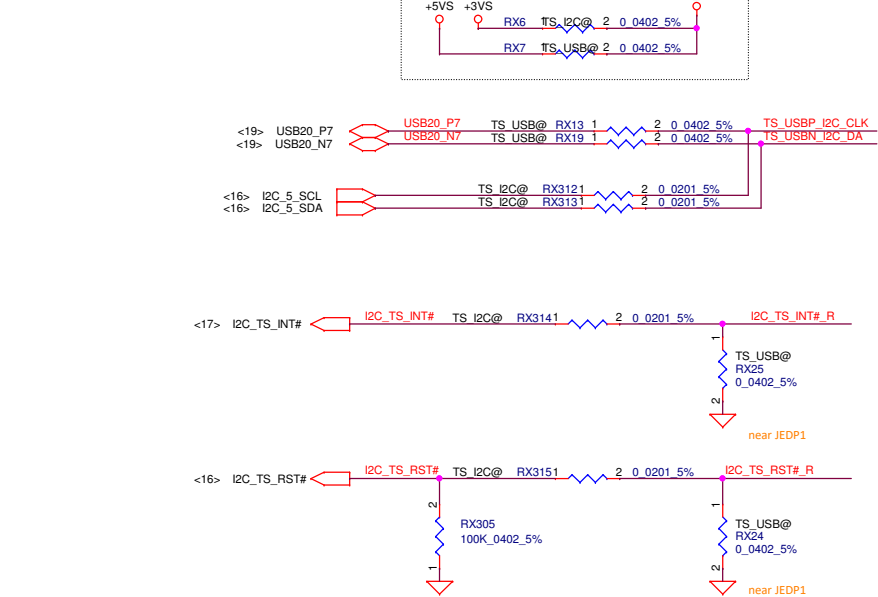 +5VS +3VS
RX6 1 TS_I2C@ 2 0_0402_5%
RX7 1 TS_USB@ 2 0_0402_5%
<19> USB20_P7 USB20_P7 TS_USB@ RX13 1 2 0_0402_5% TS_USBP_I2C_CLK
<19> USB20_N7 USB20_N7 TS_USB@ RX19 1 2 0_0402_5% TS_USBN_I2C_DA
<16> I2C_5_SCL TS_I2C@ RX312 1 2 0_0201_5%
<16> I2C_5_SDA TS_I2C@ RX313 1 2 0_0201_5%
<17> I2C_TS_INT# I2C_TS_INT# TS_I2C@ RX314 1 2 0_0201_5% I2C_TS_INT#_R
1
TS_USB@
RX25
0_0402_5%
2
near JEDP1
<16> I2C_TS_RST# I2C_TS_RST# TS_I2C@ RX315 1 2 0_0201_5% I2C_TS_RST#_R
2
RX305
100K_0402_5%
1
1
TS_USB@
RX24
0_0402_5%
2
near JEDP1